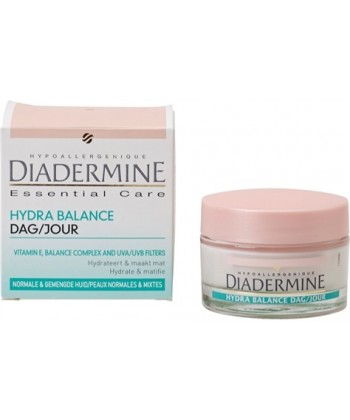 HYPOALLERGENIQUE
DIADERMINE
Essential Care
HYDRA BALANCE
DAG/JOUR
VITAMIN E, BALANCE COMPLEX AND UVA/UVB FILTERS
Hydrateert & maakt mat
Hydrate & matifie
NORMALE & GEMENGDE HUID/PEAUX NORMALES & MIXTES
HYPOALLERGENIQUE
DIADERMINE
HYDRA BALANCE DAG/JOUR